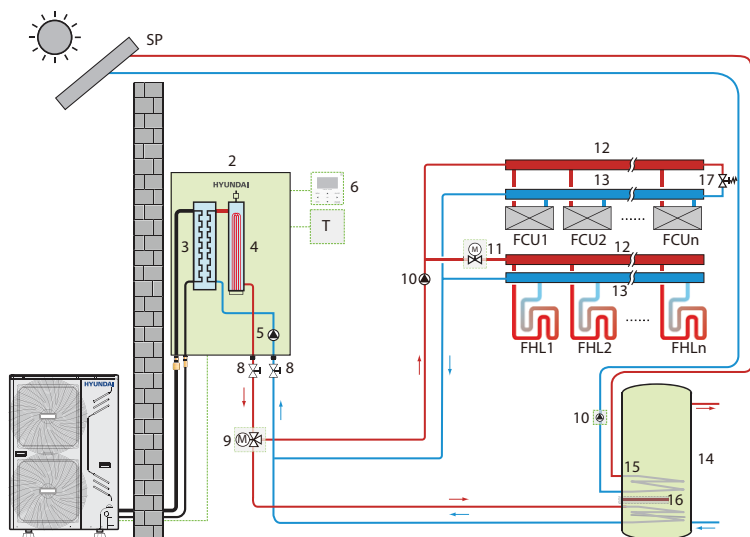 SP
2
HYUNDAI
6
T
3
4
5
8
8
9
M
HYUNDAI
12
17
13
FCU1
FCU2
......
FCUn
M
11
12
10
13
FHL1
FHL2
......
FHLn
10
15
14
16